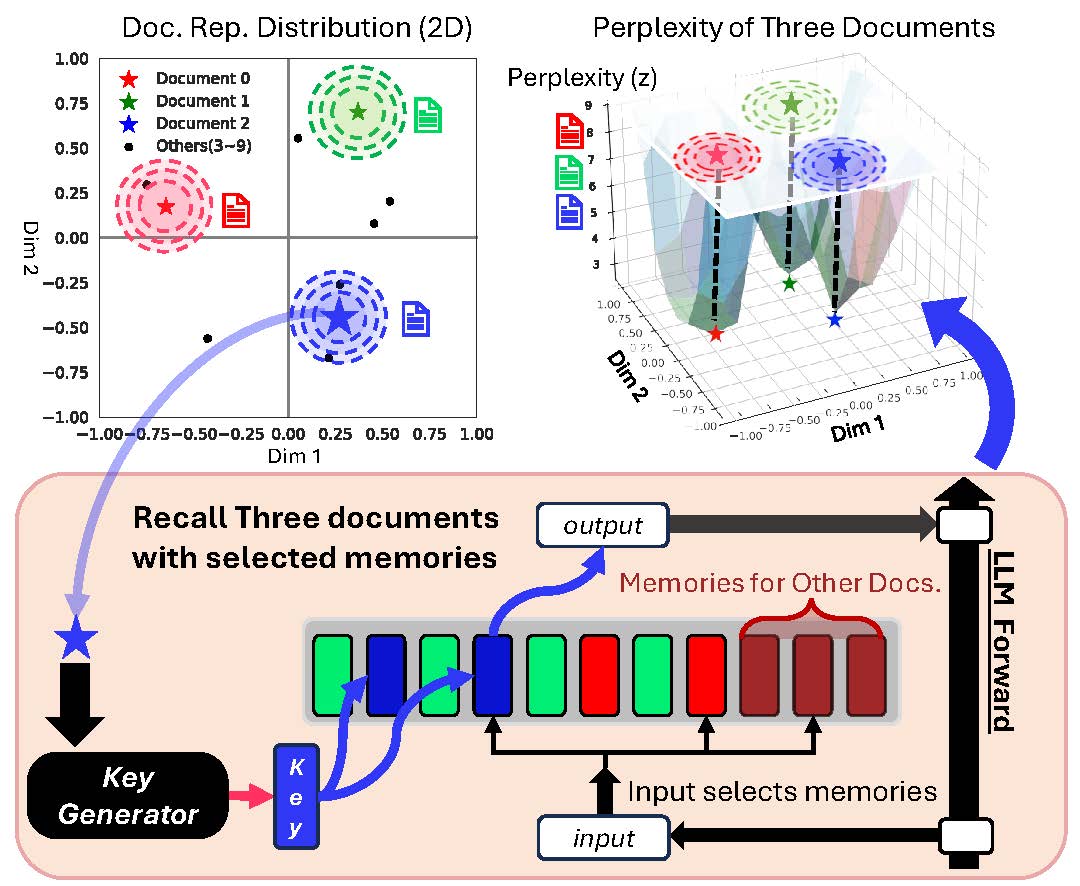 Doc. Rep. Distribution (2D)
1.00
0.75
0.50
0.25
0.00
−0.25
−0.50
−0.75
−1.00
Dim 2
Document 0
Document 1
Document 2
Others(3~9)
−1.00−0.75−0.50−0.25 0.00 0.25 0.50 0.75 1.00
Dim 1
Perplexity of Three Documents
Perplexity (z)
9
8
7
6
5
4
3
1.00
0.75
0.50
0.25
0.00
−0.25
−0.50
−0.75
−1.00
Dim 2
−1.00 −0.75 −0.50 −0.25 0.00 0.25 0.50 0.75 1.00
Dim 1
Recall Three documents
with selected memories
output
Memories for Other Docs.
LLM Forward
Key
Generator
Key
Input selects memories
input